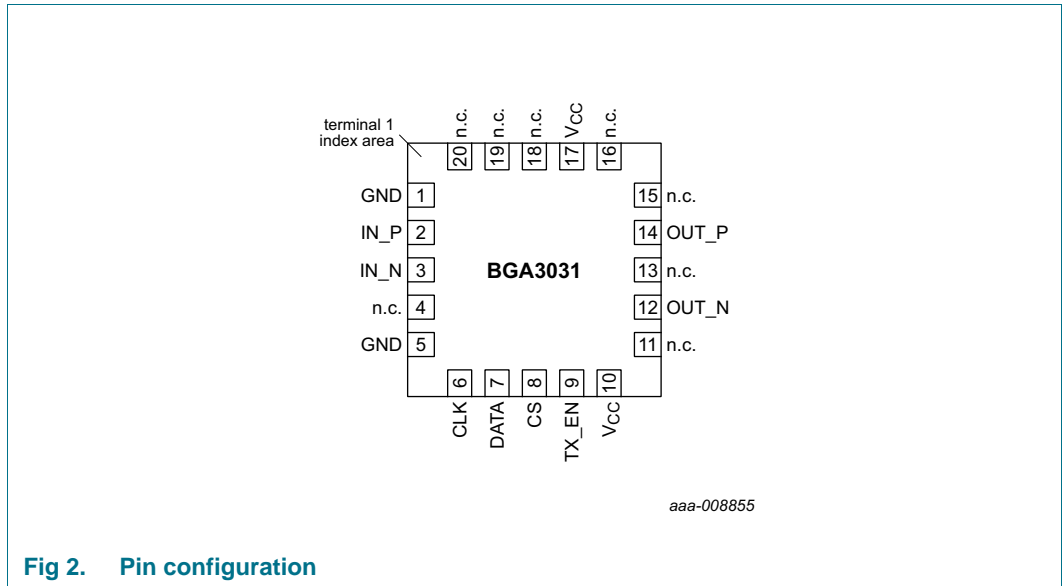 terminal 1
index area
20 n.c.
19 n.c.
18 n.c.
17 VCC
16 n.c.
GND 1
IN_P 2
IN_N 3
n.c. 4
GND 5
BGA3031
15 n.c.
14 OUT_P
13 n.c.
12 OUT_N
11 n.c.
6 CLK
7 DATA
8 CS
9 TX_EN
10 VCC
aaa-008855
Fig 2. Pin configuration